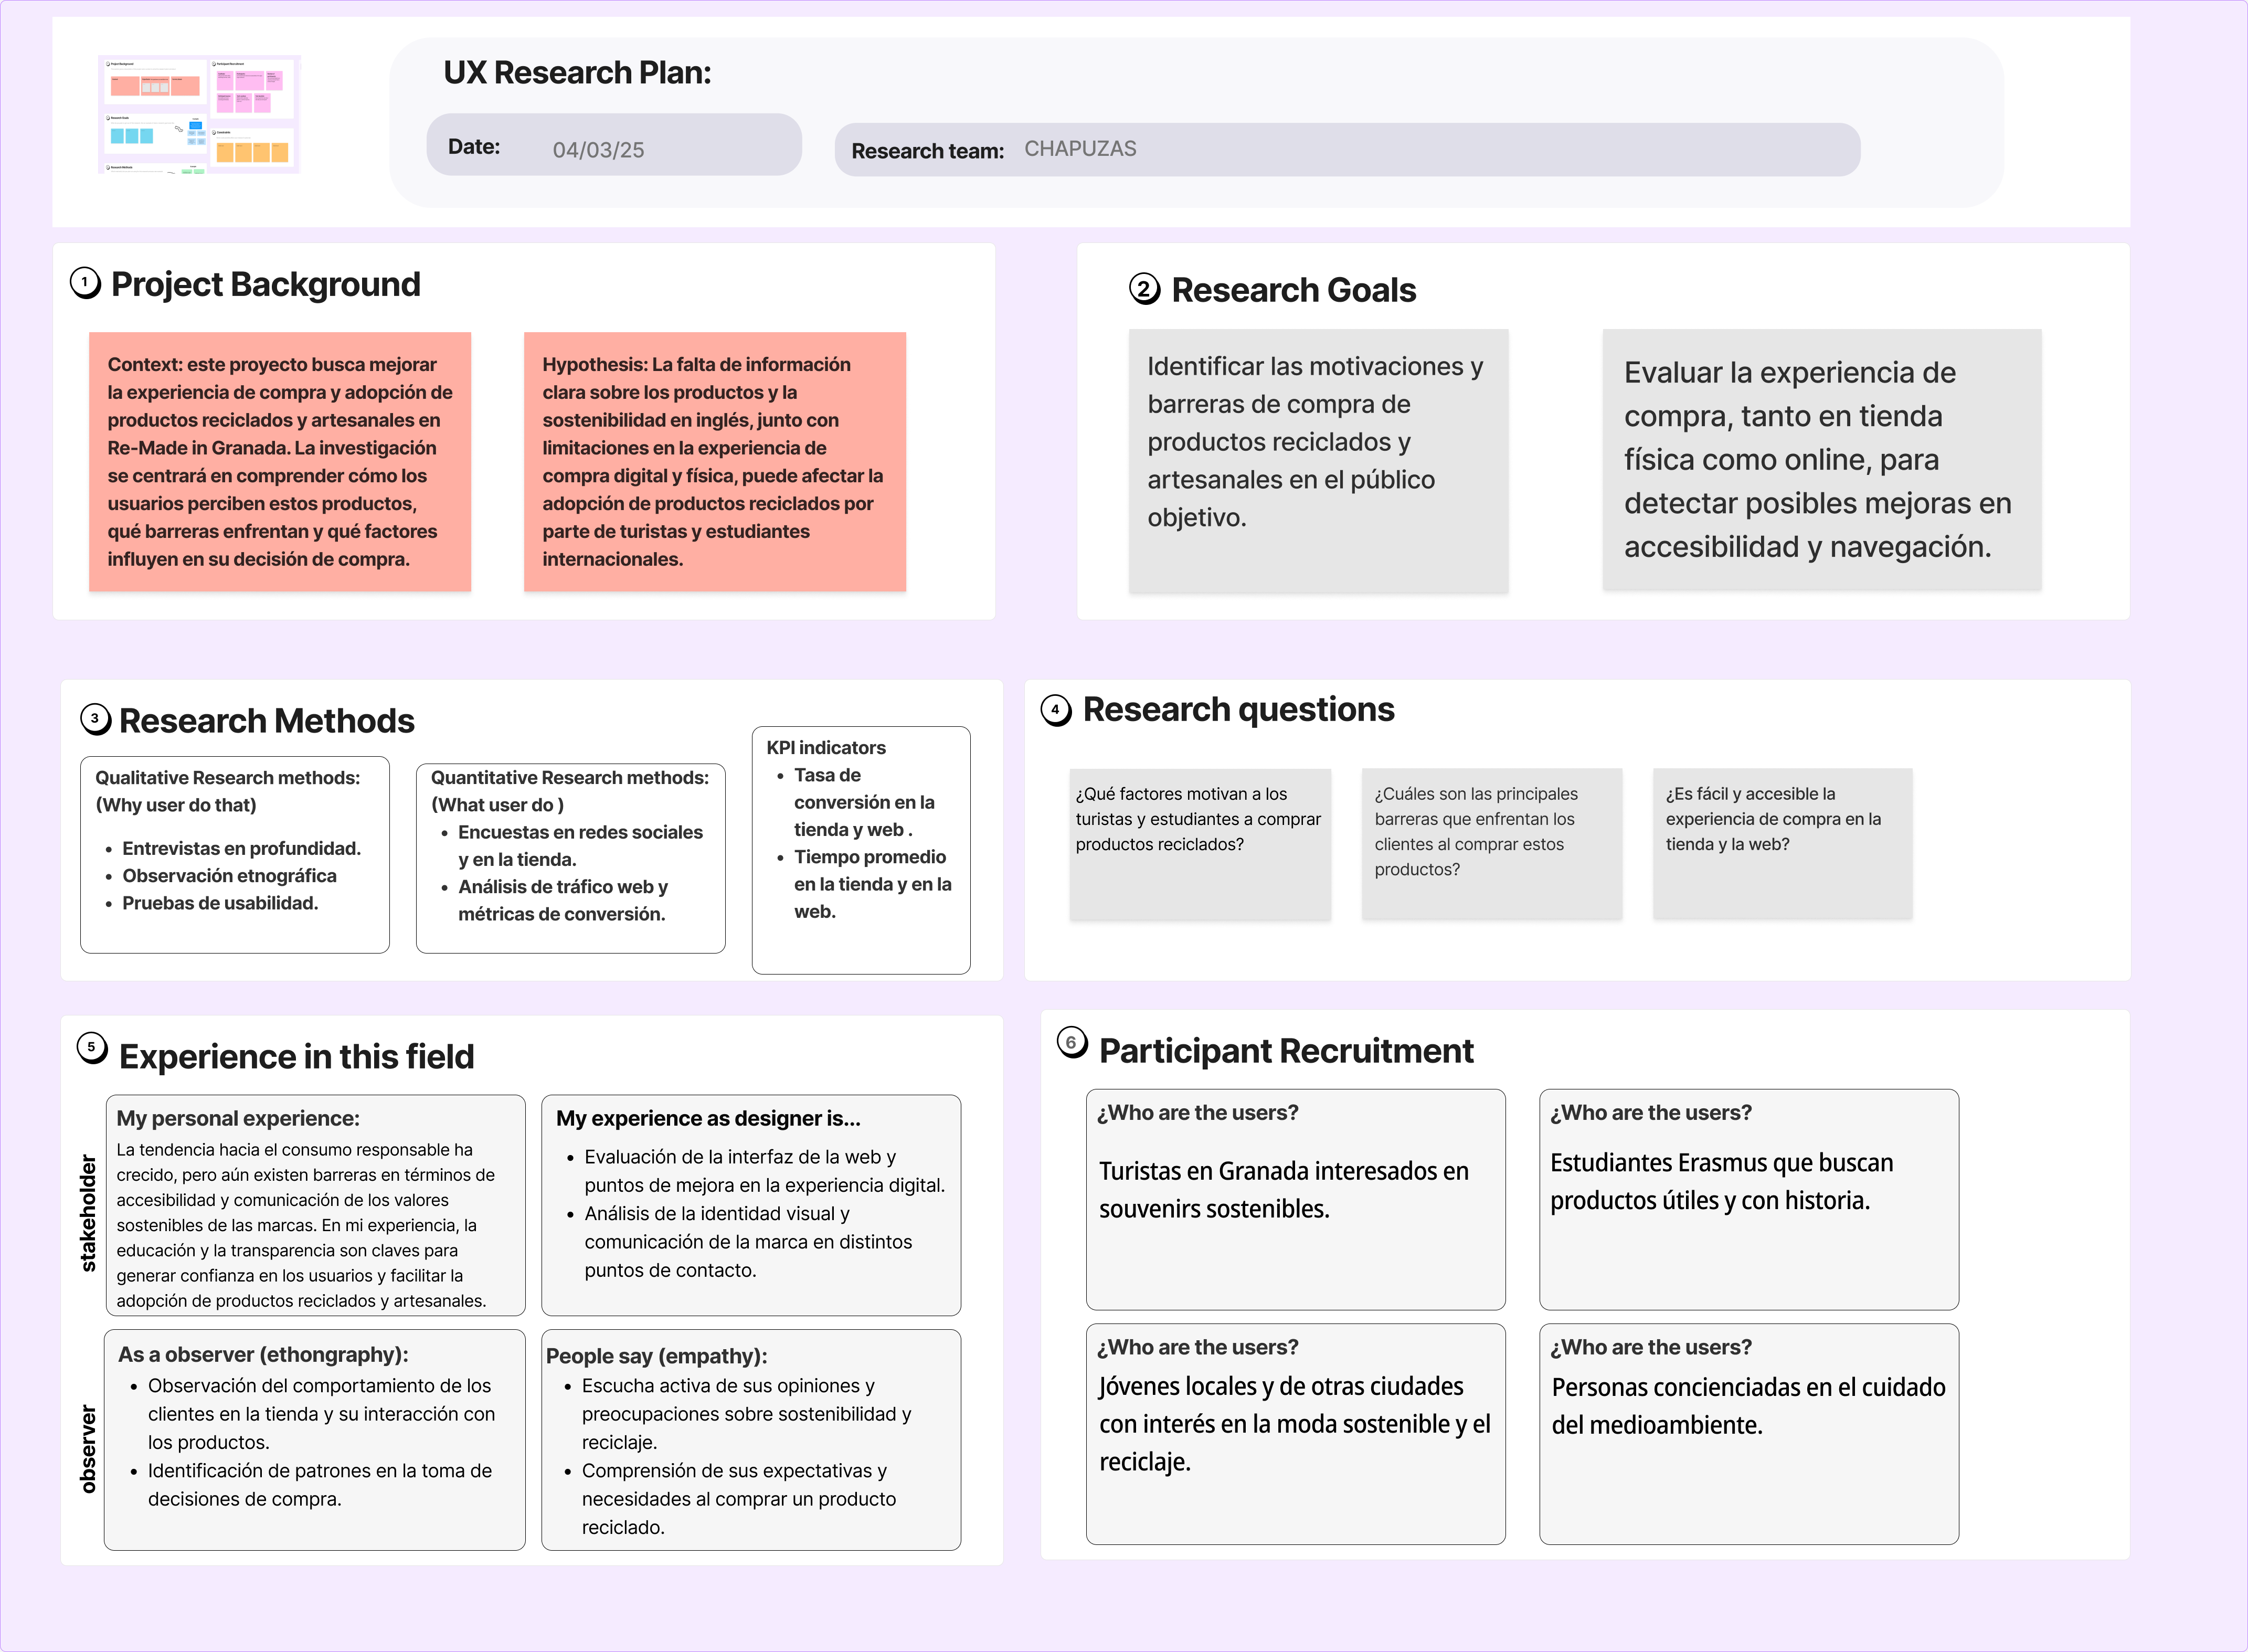 UX Research Plan:
Date: 04/03/25
Research team: CHAPUZAS
1 Project Background
Context: este proyecto busca mejorar
la experiencia de compra y adopción de
productos reciclados y artesanales en
Re-Made in Granada. La investigación
se centrará en comprender cómo los
usuarios perciben estos productos,
qué barreras enfrentan y qué factores
influyen en su decisión de compra.
Hypothesis: La falta de información
clara sobre los productos y la
sostenibilidad en inglés, junto con
limitaciones en la experiencia de
compra digital y física, puede afectar la
adopción de productos reciclados por
parte de turistas y estudiantes
internacionales.
2 Research Goals
Identificar las motivaciones y
barreras de compra de
productos reciclados y
artesanales en el público
objetivo.
Evaluar la experiencia de
compra, tanto en tienda
física como online, para
detectar posibles mejoras en
accesibilidad y navegación.
3 Research Methods
Qualitative Research methods:
(Why user do that)
• Entrevistas en profundidad.
• Observación etnográfica
• Pruebas de usabilidad.
Quantitative Research methods:
(What user do )
• Encuestas en redes sociales
y en la tienda.
• Análisis de tráfico web y
métricas de conversión.
KPI indicators
• Tasa de
conversión en la
tienda y web .
• Tiempo promedio
en la tienda y en la
web.
4 Research questions
¿Qué factores motivan a los
turistas y estudiantes a comprar
productos reciclados?
¿Cuáles son las principales
barreras que enfrentan los
clientes al comprar estos
productos?
¿Es fácil y accesible la
experiencia de compra en la
tienda y la web?
5 Experience in this field
stakeholder
My personal experience:
La tendencia hacia el consumo responsable ha
crecido, pero aún existen barreras en términos de
accesibilidad y comunicación de los valores
sostenibles de las marcas. En mi experiencia, la
educación y la transparencia son claves para
generar confianza en los usuarios y facilitar la
adopción de productos reciclados y artesanales.
My experience as designer is...
• Evaluación de la interfaz de la web y
puntos de mejora en la experiencia digital.
• Análisis de la identidad visual y
comunicación de la marca en distintos
puntos de contacto.
observer
As a observer (ethongraphy):
• Observación del comportamiento de los
clientes en la tienda y su interacción con
los productos.
• Identificación de patrones en la toma de
decisiones de compra.
People say (empathy):
• Escucha activa de sus opiniones y
preocupaciones sobre sostenibilidad y
reciclaje.
• Comprensión de sus expectativas y
necesidades al comprar un producto
reciclado.
6 Participant Recruitment
¿Who are the users?
Turistas en Granada interesados en
souvenirs sostenibles.
¿Who are the users?
Estudiantes Erasmus que buscan
productos útiles y con historia.
¿Who are the users?
Jóvenes locales y de otras ciudades
con interés en la moda sostenible y el
reciclaje.
¿Who are the users?
Personas concienciadas en el cuidado
del medioambiente.